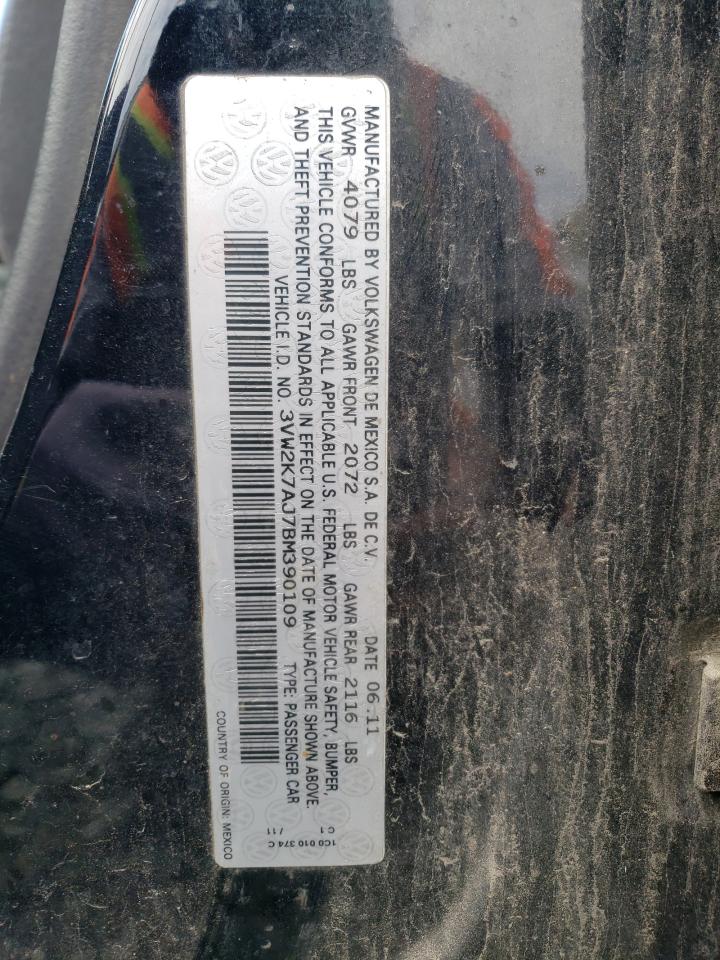 MANUFACTURED BY VOLKSWAGEN DE MEXICO S.A. DE C.V. DATE 06.11
GVWR 4079 LBS GAWR FRONT 2072 LBS GAWR REAR 2116 LBS
THIS VEHICLE CONFORMS TO ALL APPLICABLE U.S. FEDERAL MOTOR VEHICLE SAFETY, BUMPER,
AND THEFT PREVENTION STANDARDS IN EFFECT ON THE DATE OF MANUFACTURE SHOWN ABOVE.
VEHICLE I.D. NO. 3VW2K7AJ7BM390109 TYPE: PASSENGER CAR
COUNTRY OF ORIGIN: MEXICO
1C0 010 374 C
/11